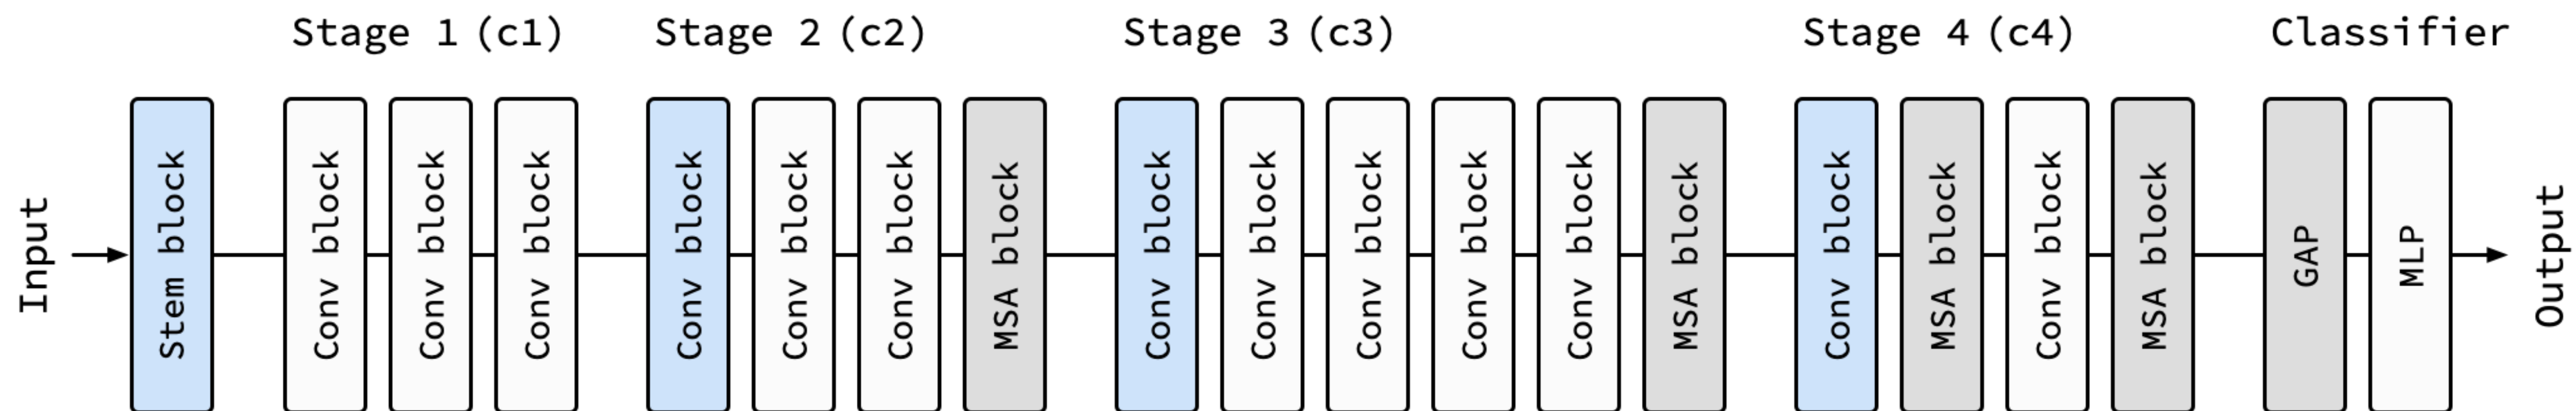 Stage 1 (c1)
Stage 2 (c2)
Stage 3 (c3)
Stage 4 (c4)
Classifier
Input
Stem block
Conv block
Conv block
Conv block
Conv block
Conv block
Conv block
MSA block
Conv block
Conv block
Conv block
Conv block
Conv block
MSA block
Conv block
MSA block
Conv block
MSA block
GAP
MLP
Output